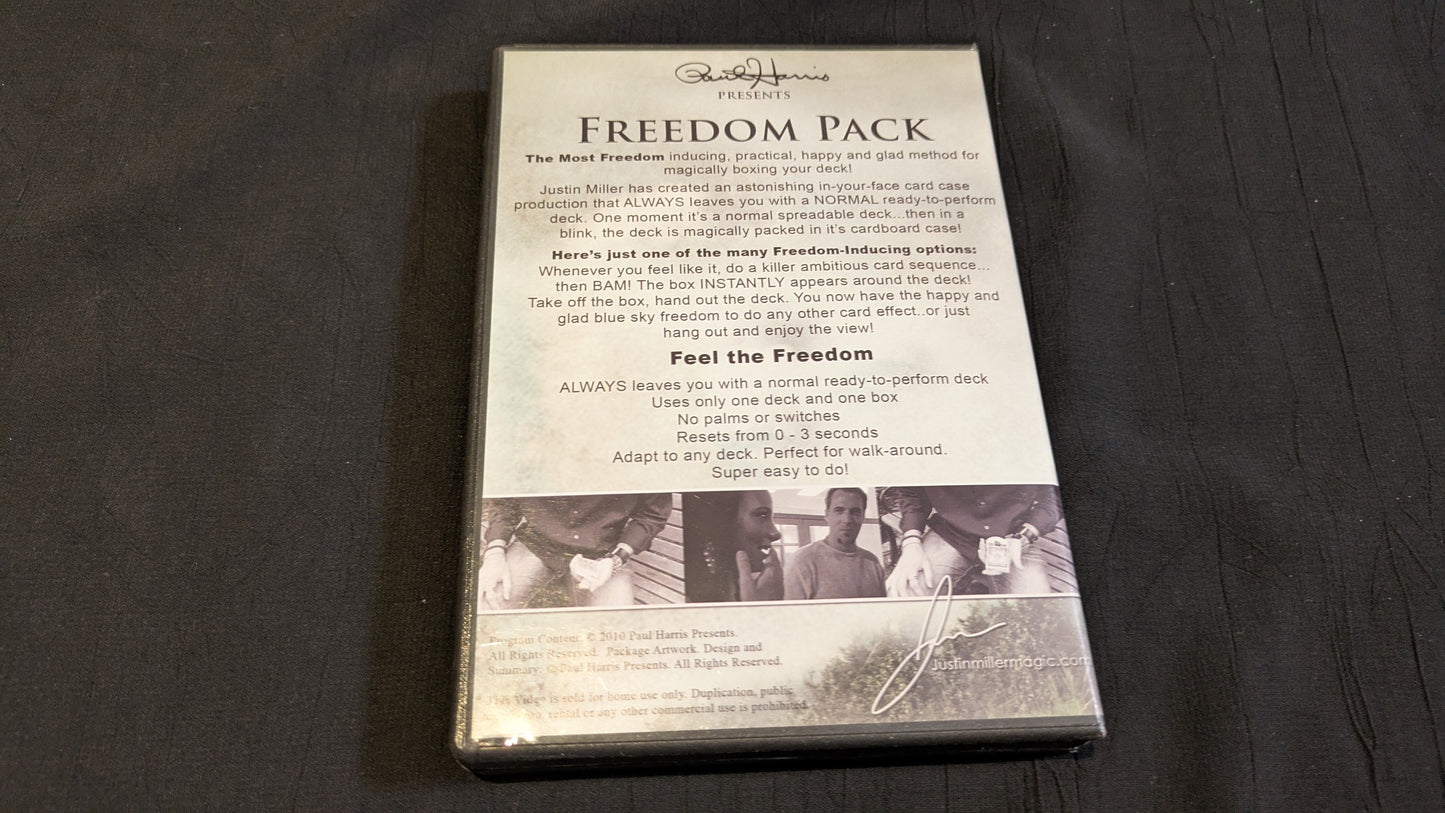 Paul Harris
PRESENTS
FREEDOM PACK
The Most Freedom inducing, practical, happy and glad method for
magically boxing your deck!
Justin Miller has created an astonishing in-your-face card case
production that ALWAYS leaves you with a NORMAL ready-to-perform
deck. One moment it's a normal spreadable deck...then in a
blink, the deck is magically packed in it's cardboard case!
Here's just one of the many Freedom-Inducing options:
Whenever you feel like it, do a killer ambitious card sequence...
then BAM! The box INSTANTLY appears around the deck!
Take off the box, hand out the deck. You now have the happy and
glad blue sky freedom to do any other card effect..or just
hang out and enjoy the view!
Feel the Freedom
ALWAYS leaves you with a normal ready-to-perform deck
Uses only one deck and one box
No palms or switches
Resets from 0 - 3 seconds
Adapt to any deck. Perfect for walk-around.
Super easy to do!
Program Content. © 2010 Paul Harris Presents.
All Rights Reserved. Package Artwork. Design and
Summary: © Paul Harris Presents. All Rights Reserved.
Justinmillermagic.com
This Video is sold for home use only. Duplication, public
rental or any other commercial use is prohibited.